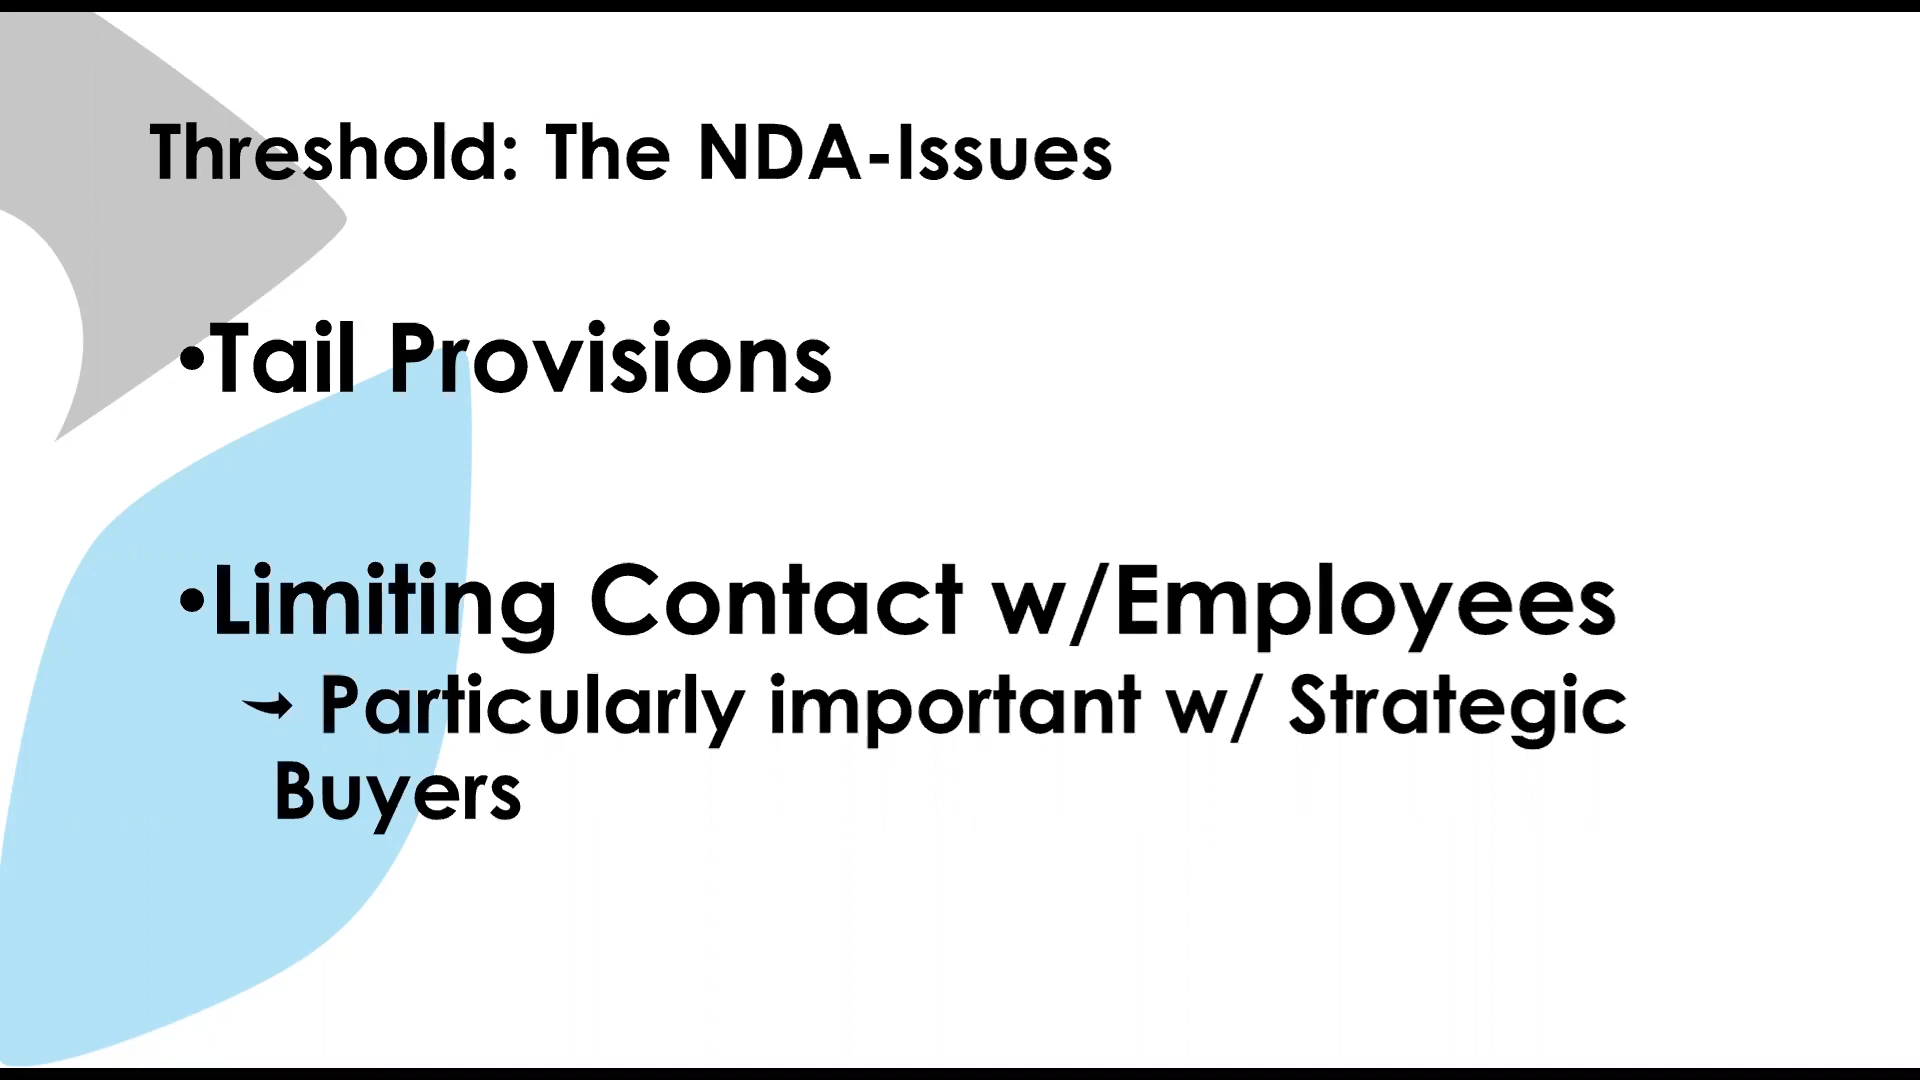 Threshold: The NDA-Issues
•Tail Provisions
•Limiting Contact w/Employees
➙ Particularly important w/ Strategic
Buyers